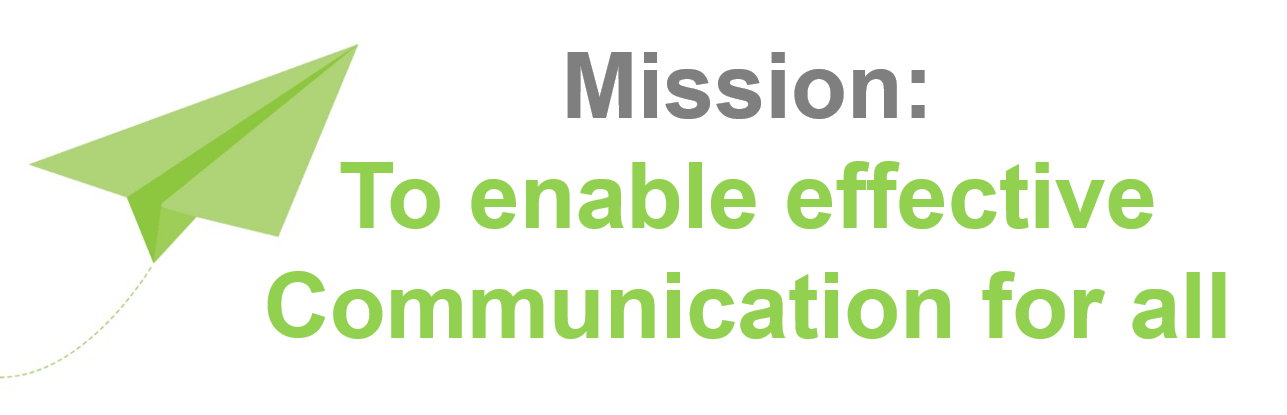 Mission:
To enable effective
Communication for all